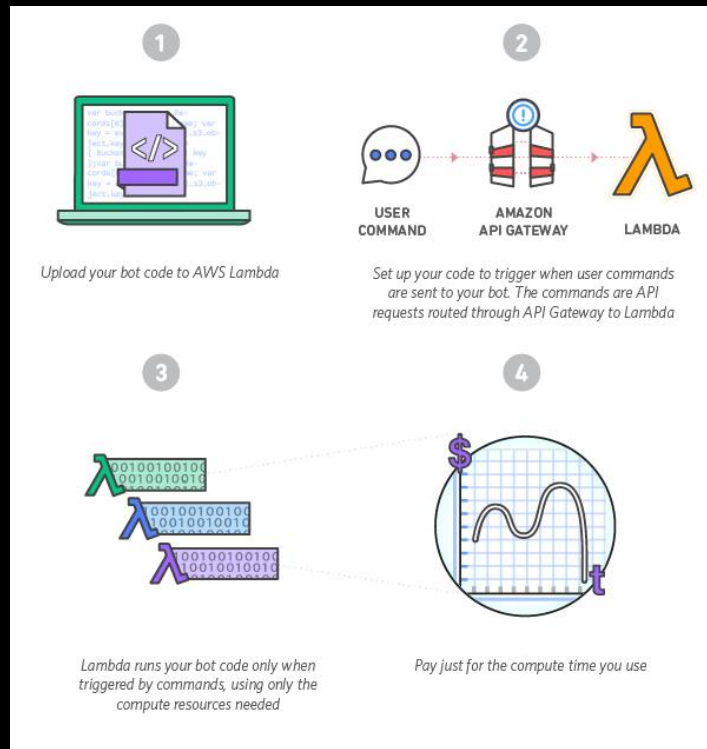 1
2
</>
USER
COMMAND
AMAZON
API GATEWAY
LAMBDA
Upload your bot code to AWS Lambda
Set up your code to trigger when user commands
are sent to your bot. The commands are API
requests routed through API Gateway to Lambda
3
4
λ 00100100100
λ 00100100100
λ 00100100100
$
t
Lambda runs your bot code only when
triggered by commands, using only the
compute resources needed
Pay just for the compute time you use